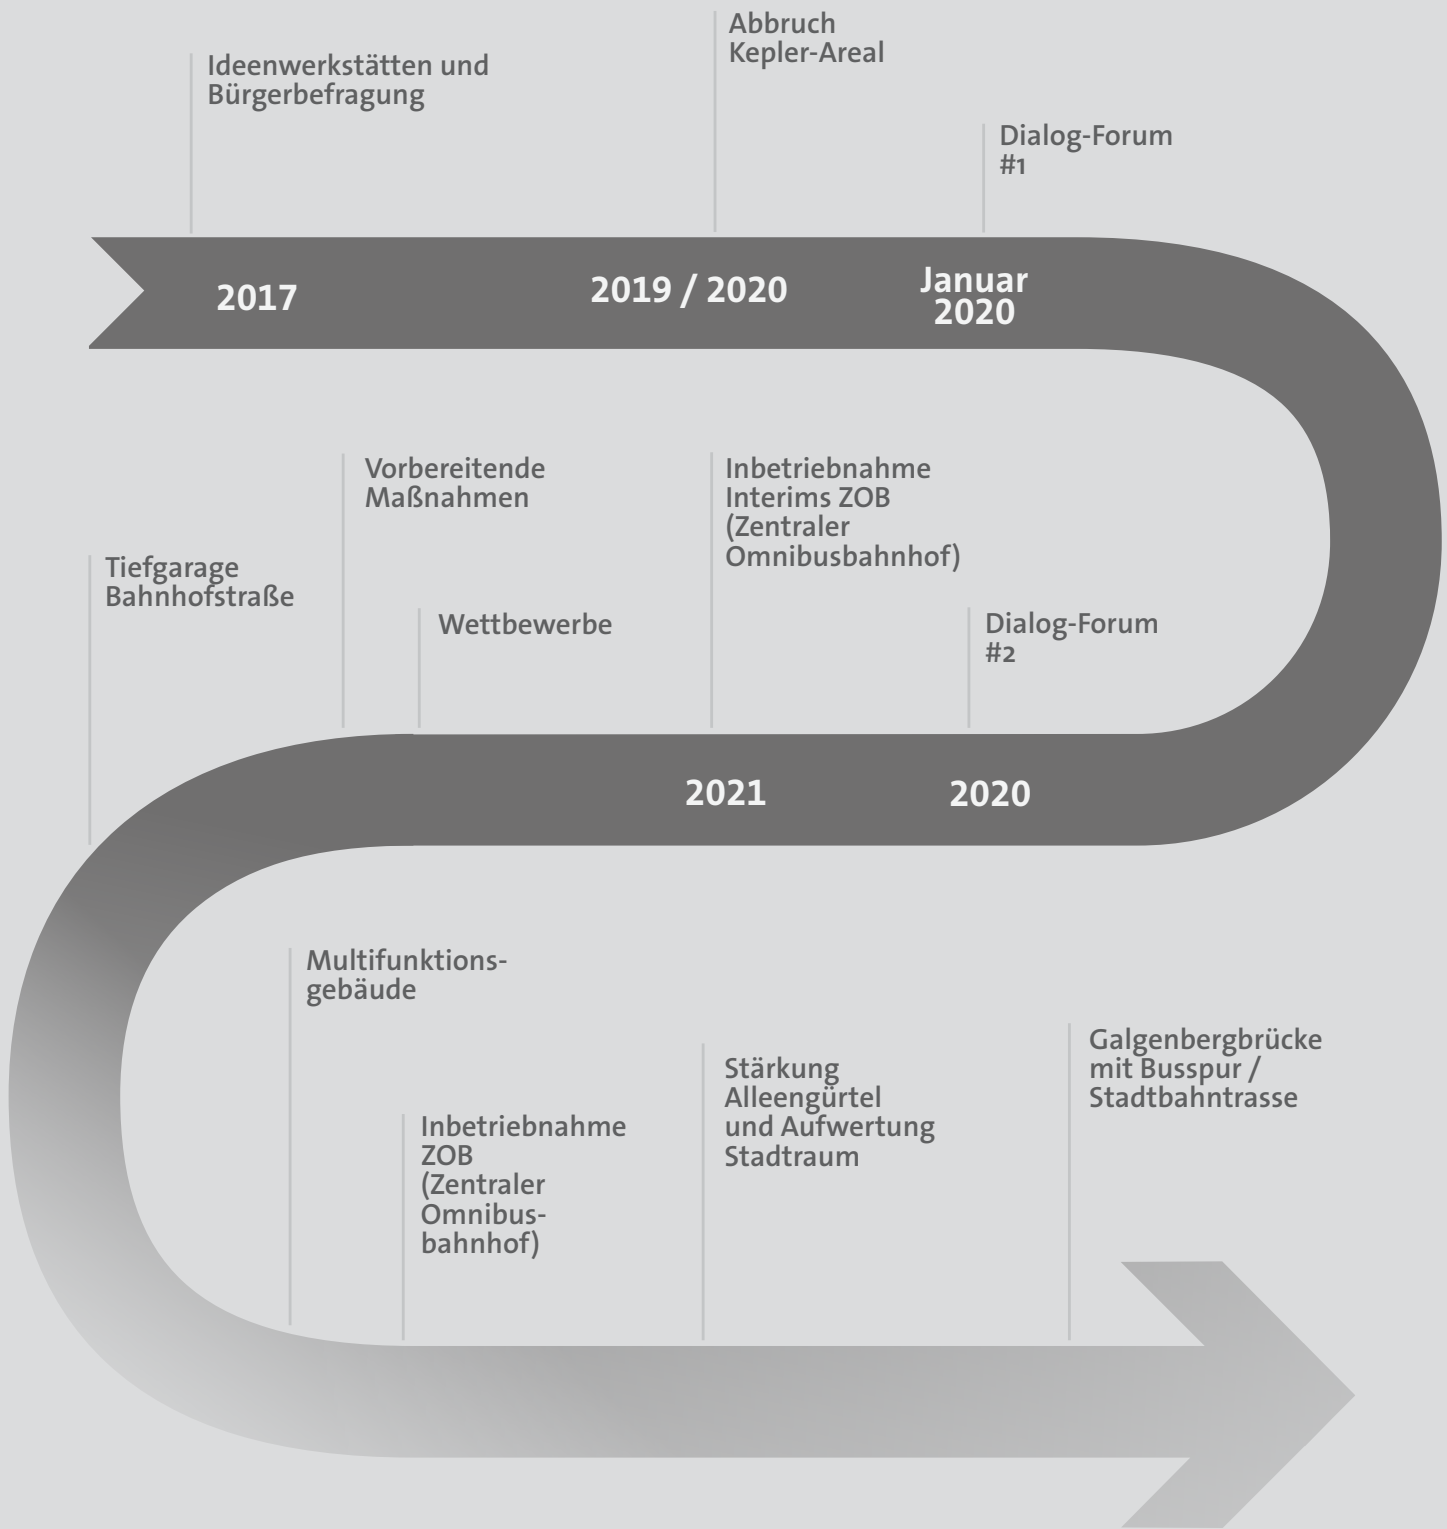 Ideenwerkstätten und
Bürgerbefragung
Abbruch
Kepler-Areal
Dialog-Forum
#1
2017
2019 / 2020
Januar
2020
Tiefgarage
Bahnhofstraße
Vorbereitende
Maßnahmen
Wettbewerbe
Inbetriebnahme
Interims ZOB
(Zentraler
Omnibusbahnhof)
Dialog-Forum
#2
2021
2020
Multifunktions-
gebäude
Inbetriebnahme
ZOB
(Zentraler
Omnibus-
bahnhof)
Stärkung
Alleengürtel
und Aufwertung
Stadtraum
Galgenbergbrücke
mit Busspur /
Stadtbahntrasse